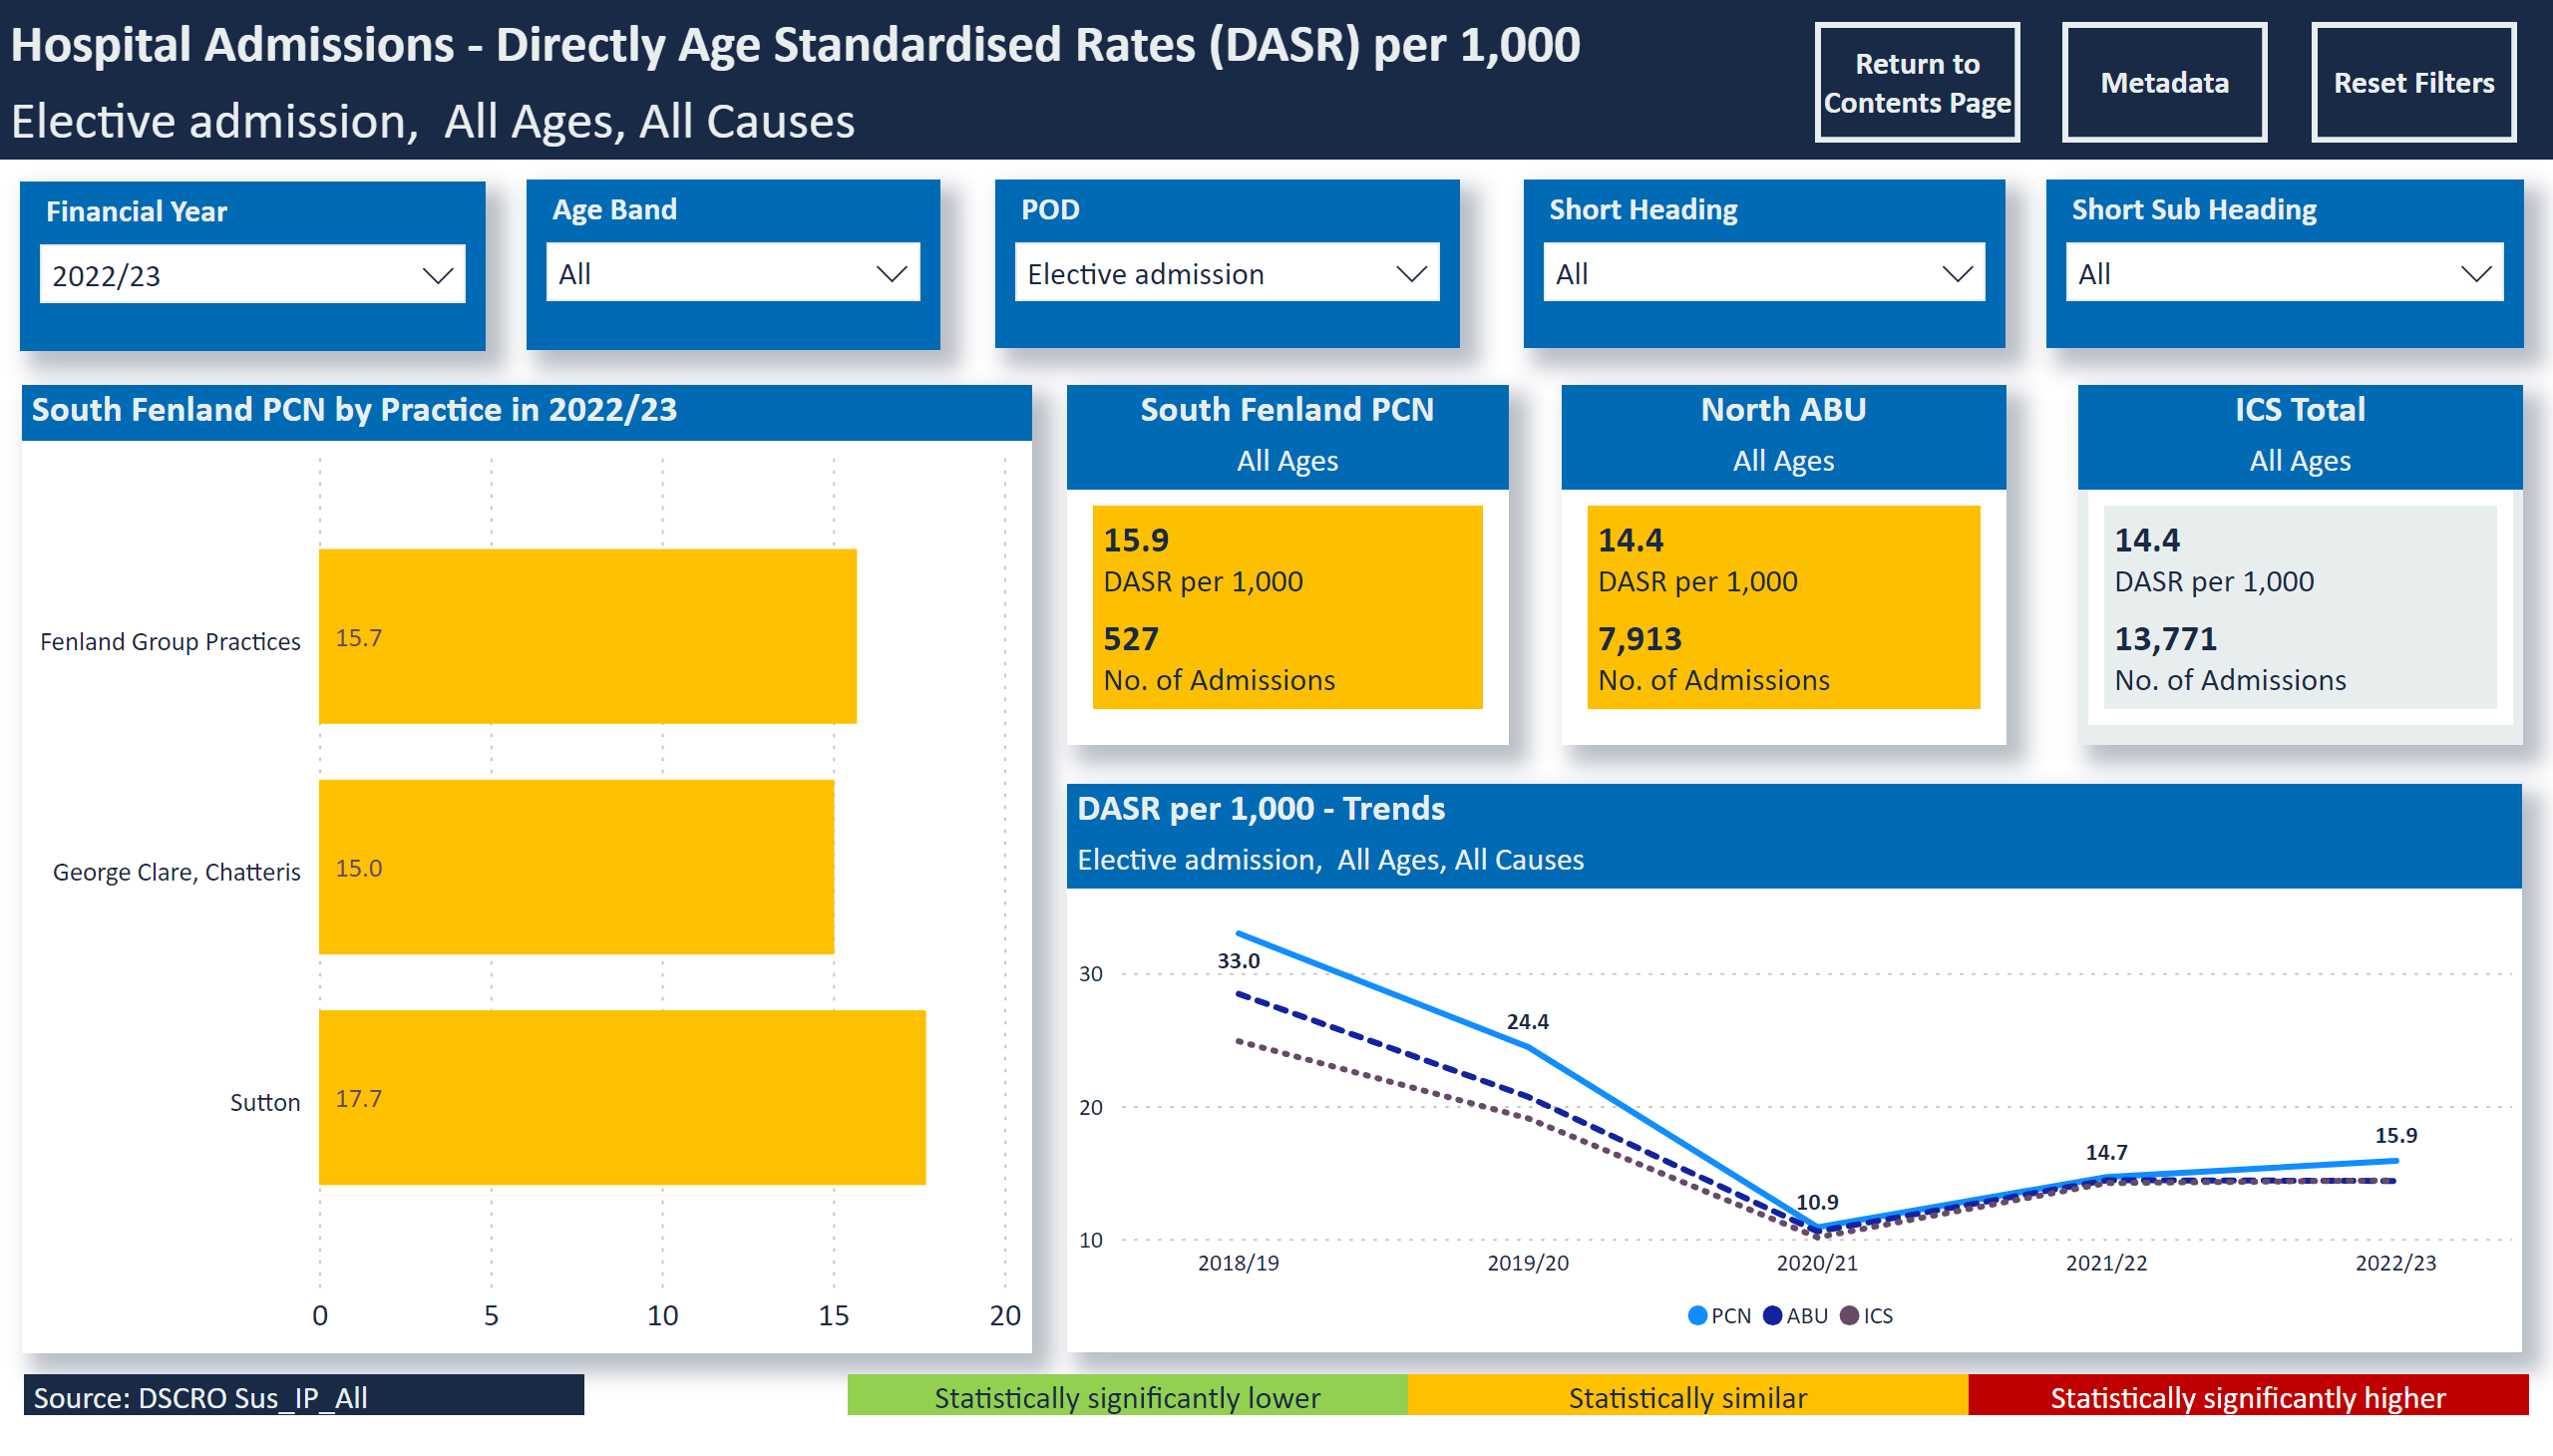 Hospital Admissions - Directly Age Standardised Rates (DASR) per 1,000
Elective admission,  All Ages, All Causes
Return to
Contents Page
Metadata
Reset Filters
Financial Year
2022/23
Age Band
All
POD
Elective admission
Short Heading
All
Short Sub Heading
All
South Fenland PCN by Practice in 2022/23
Fenland Group Practices
15.7
George Clare, Chatteris
15.0
Sutton
17.7
0 5 10 15 20
South Fenland PCN
All Ages
15.9
DASR per 1,000
527
No. of Admissions
North ABU
All Ages
14.4
DASR per 1,000
7,913
No. of Admissions
ICS Total
All Ages
14.4
DASR per 1,000
13,771
No. of Admissions
DASR per 1,000 - Trends
Elective admission,  All Ages, All Causes
33.0
30
24.4
20
15.9
14.7
10.9
10
2018/19 2019/20 2020/21 2021/22 2022/23
PCN ABU ICS
Source: DSCRO Sus_IP_All
Statistically significantly lower
Statistically similar
Statistically significantly higher